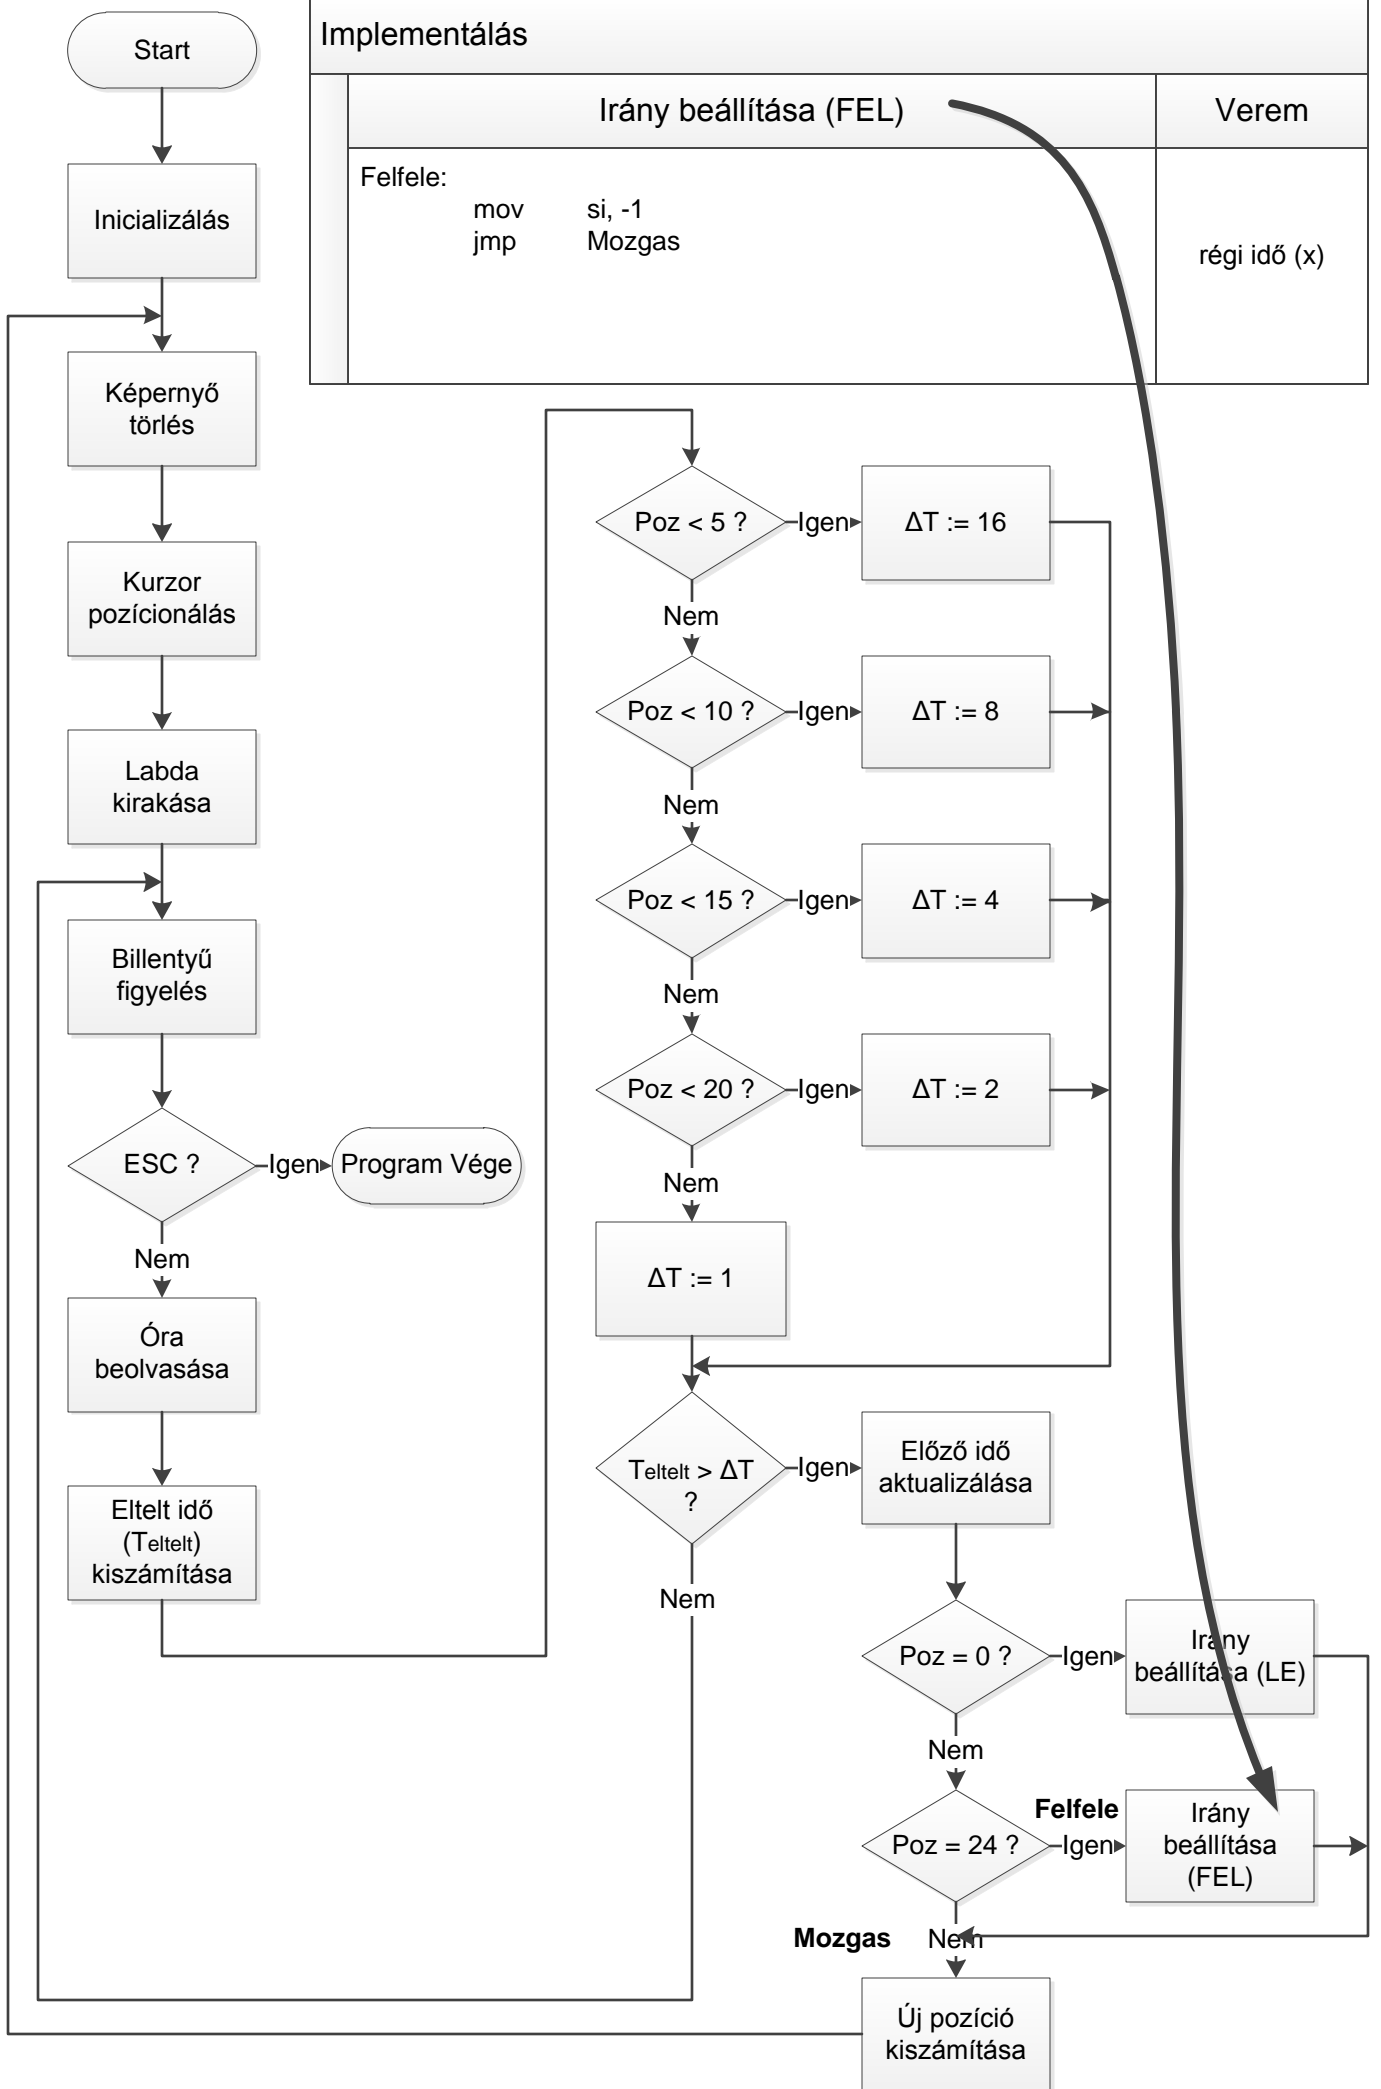 Start
Inicializálás
Képernyő
törlés
Kurzor
pozícionálás
Labda
kirakása
Billentyű
figyelés
ESC ?
Igen
Program Vége
Nem
Óra
beolvasása
Eltelt idő
(Teltelt)
kiszámítása
Implementálás
Irány beállítása (FEL)
Verem
Felfele:
mov si, -1
jmp Mozgas
régi idő (x)
Poz < 5 ?
Igen
ΔT := 16
Nem
Poz < 10 ?
Igen
ΔT := 8
Nem
Poz < 15 ?
Igen
ΔT := 4
Nem
Poz < 20 ?
Igen
ΔT := 2
Nem
ΔT := 1
Teltelt > ΔT
?
Igen
Előző idő
aktualizálása
Nem
Poz = 0 ?
Igen
Irány
beállítása (LE)
Nem
Poz = 24 ?
Felfele
Igen
Irány
beállítása
(FEL)
Mozgas
Nem
Új pozíció
kiszámítása